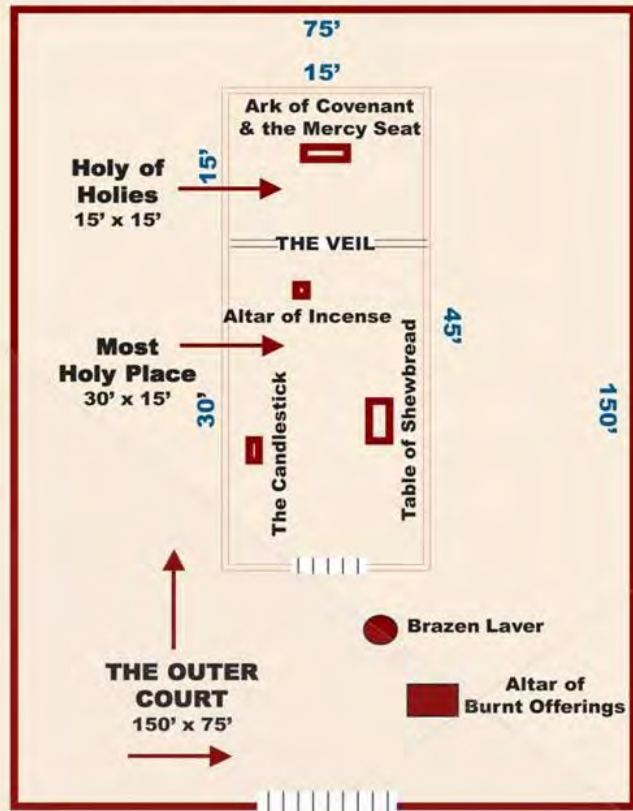 75’
15’
Ark of Covenant
& the Mercy Seat
15’
Holy of
Holies
15’ x 15’
THE VEIL
Altar of Incense
45’
Most
Holy Place
30’ x 15’
30’
The Candlestick
Table of Shewbread
150’
Brazen Laver
THE OUTER
COURT
150’ x 75’
Altar of
Burnt Offerings